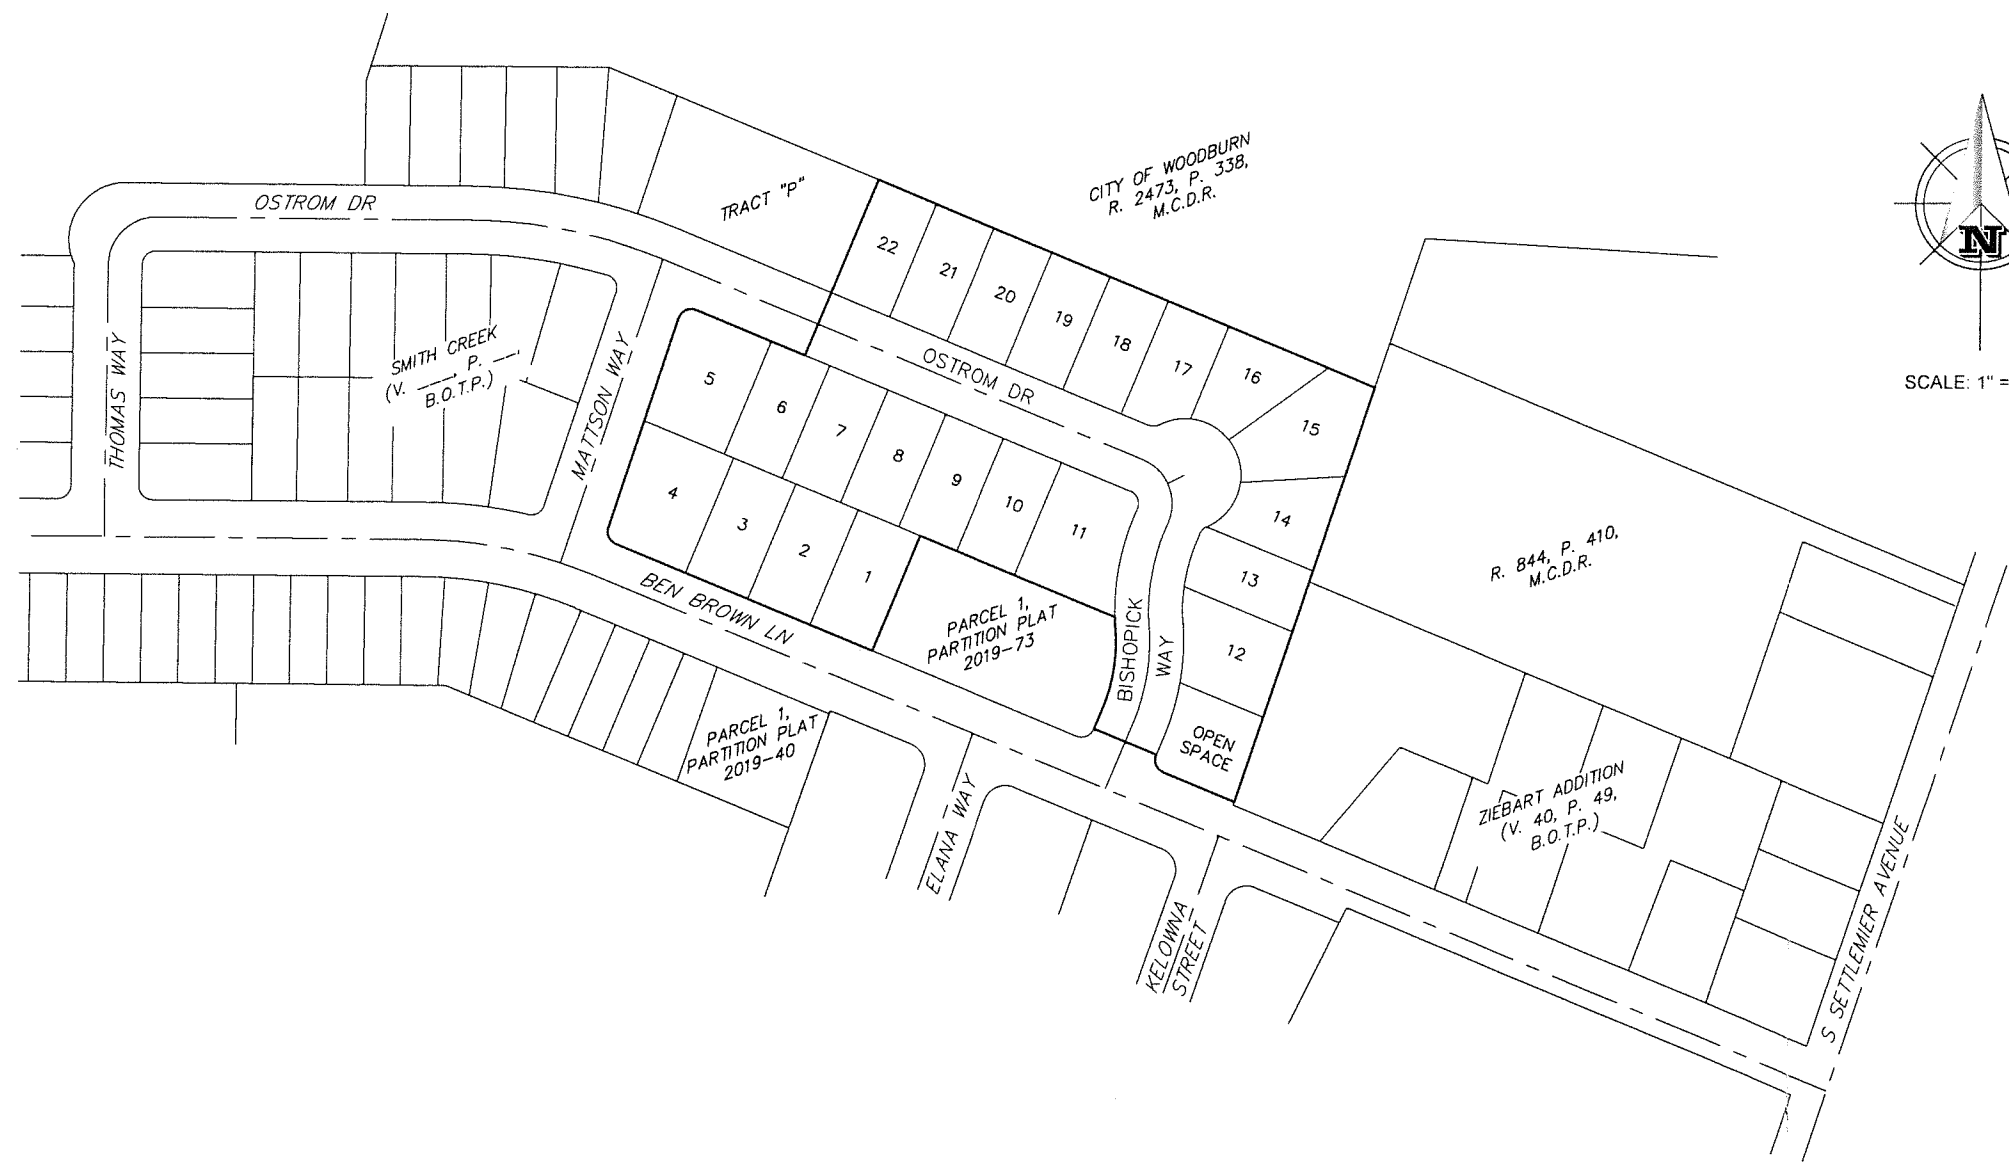 CITY OF WOODBURN
R. 2473, P. 338,
M.C.D.R.
TRACT "P"
OSTROM DR
N
22
21
20
19
18
17
16
15
14
13
12
SCALE: 1" =
SMITH CREEK
(V. ____, P. ____,
B.O.T.P.)
THOMAS WAY
MATTSON WAY
OSTROM DR
5
6
7
8
9
10
11
4
3
2
1
R. 844, P. 410,
M.C.D.R.
BEN BROWN LN
PARCEL 1,
PARTITION PLAT
2019-73
BISHOPICK
WAY
OPEN
SPACE
PARCEL 1,
PARTITION PLAT
2019-40
ELANA WAY
KELOWNA
STREET
ZIEBART ADDITION
(V. 40, P. 49,
B.O.T.P.)
S SETTLEMIER AVENUE